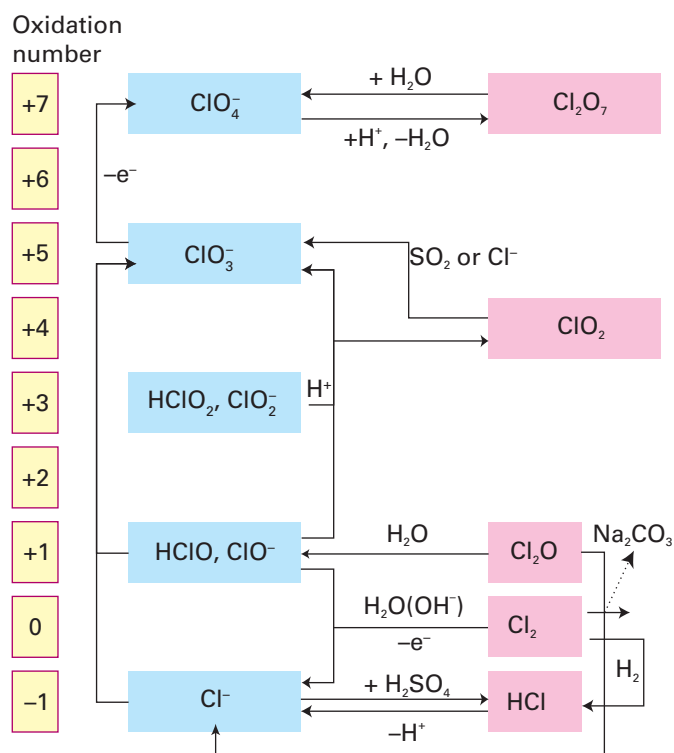 Oxidation
number
+7
ClO₄⁻
+ H₂O
+H⁺, –H₂O
Cl₂O₇
+6
–e⁻
+5
ClO₃⁻
SO₂ or Cl⁻
+4
ClO₂
+3
HClO₂, ClO₂⁻
H⁺
+2
+1
HClO, ClO⁻
H₂O
Cl₂O
Na₂CO₃
0
H₂O(OH⁻)
–e⁻
Cl₂
–1
Cl⁻
+ H₂SO₄
–H⁺
HCl
H₂